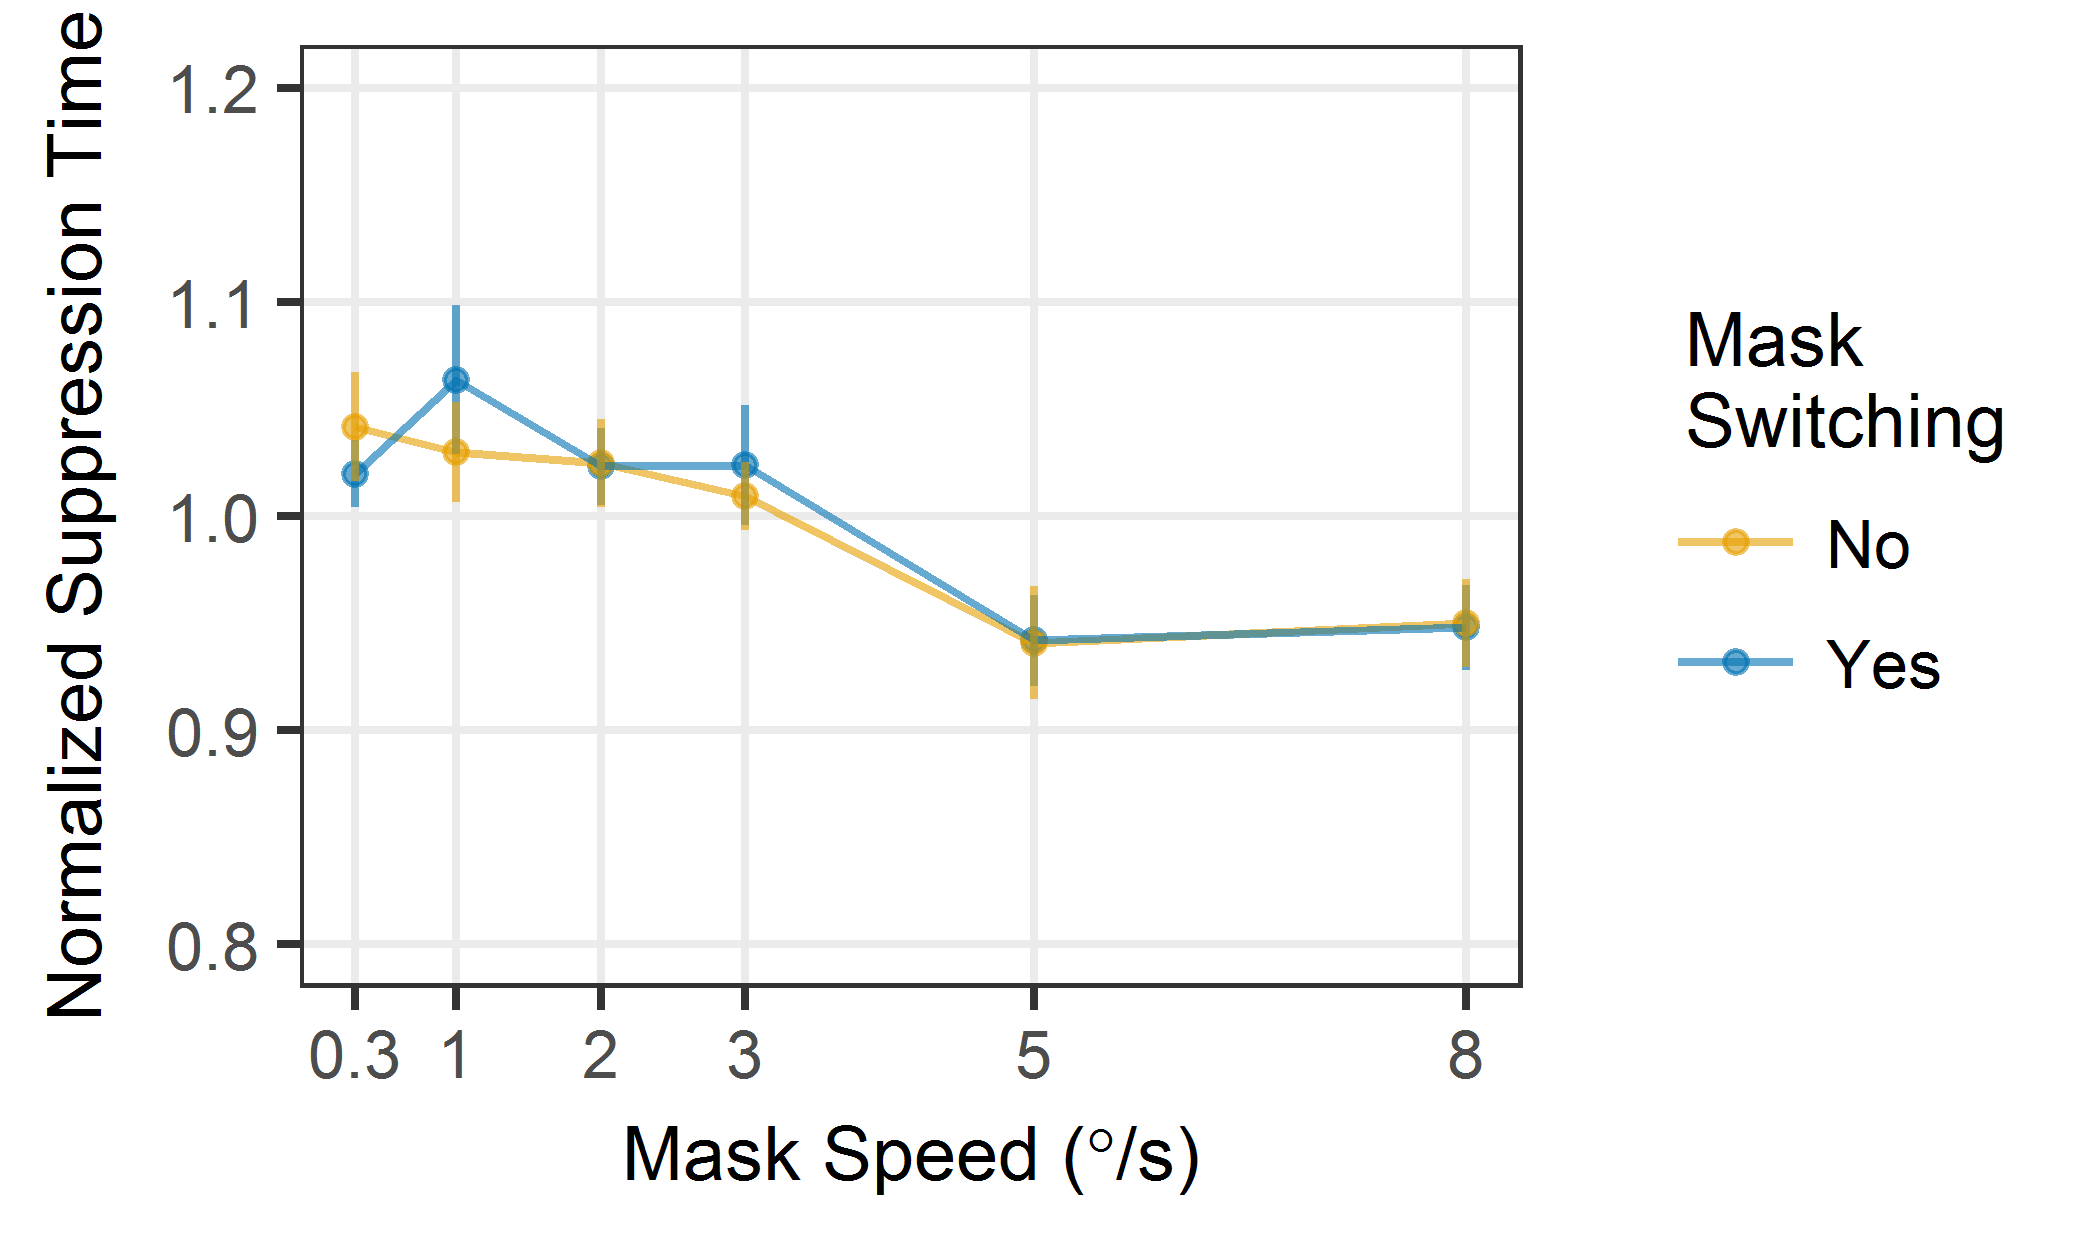 Normalized Suppression Time
1.2
1.1
1.0
0.9
0.8
0.3 1 2 3 5 8
Mask Speed (°/s)
Mask
Switching
No
Yes